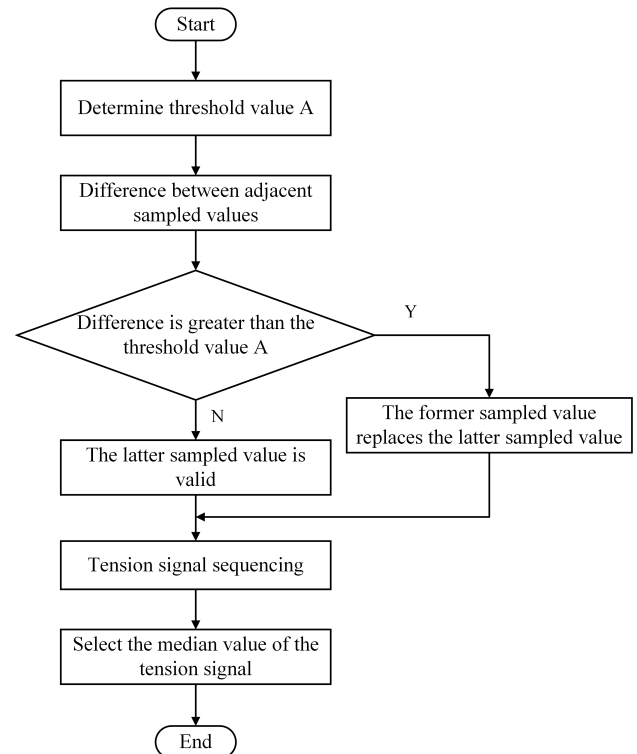 Start
Determine threshold value A
Difference between adjacent
sampled values
Difference is greater than the
threshold value A
Y
N
The former sampled value
replaces the latter sampled value
The latter sampled value is
valid
Tension signal sequencing
Select the median value of the
tension signal
End